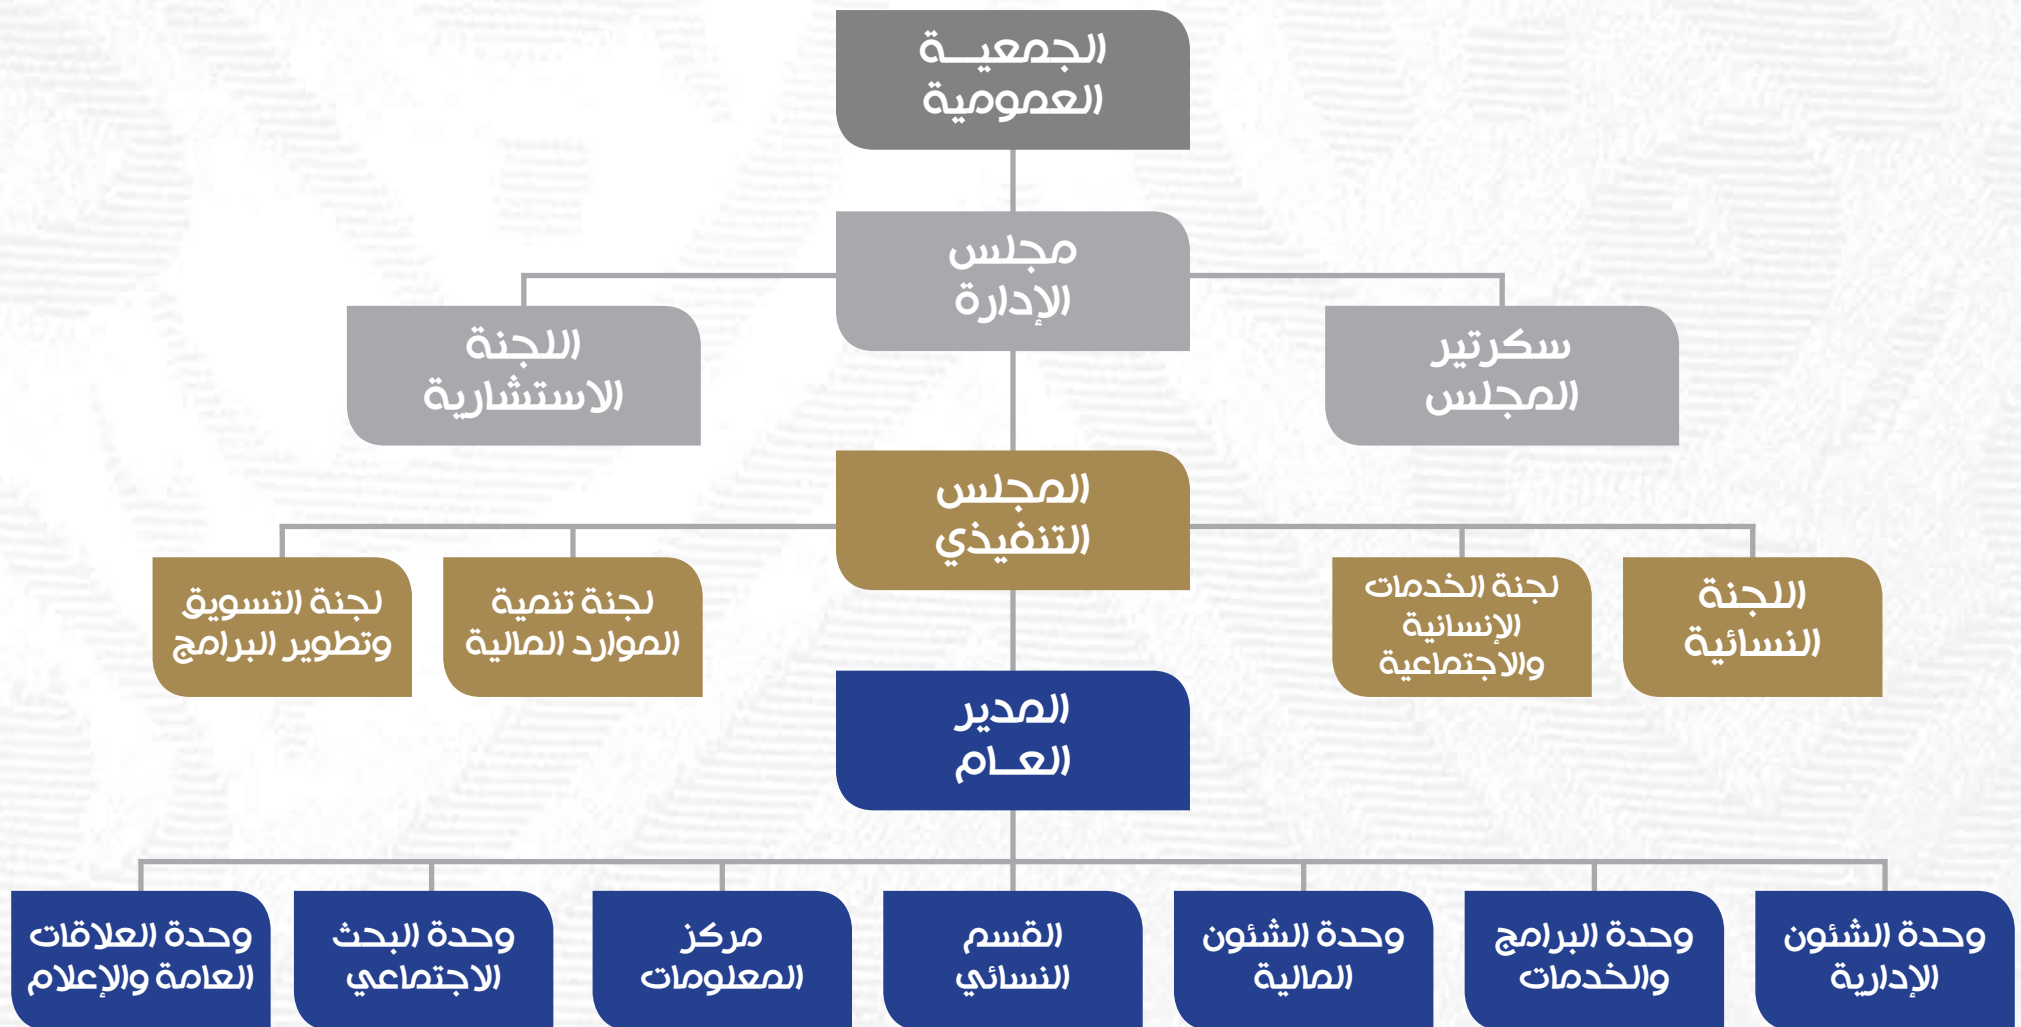 الجمعيـــة
العمومية
مجلس
الإدارة
سكرتير
المجلس
اللجنة
الاستشارية
المجلس
التنفيذي
اللجنة
النسائية
لجنة الخدمات
الإنسانية
والاجتماعية
لجنة تنمية
الموارد المالية
لجنة التسويق
وتطوير البرامج
المدير
العــام
وحدة الشئون
الإدارية
وحدة البرامج
والخدمات
وحدة الشئون
المالية
القسم
النسائي
مركز
المعلومات
وحدة البحث
الاجتماعي
وحدة العلاقات
العامة والإعلام